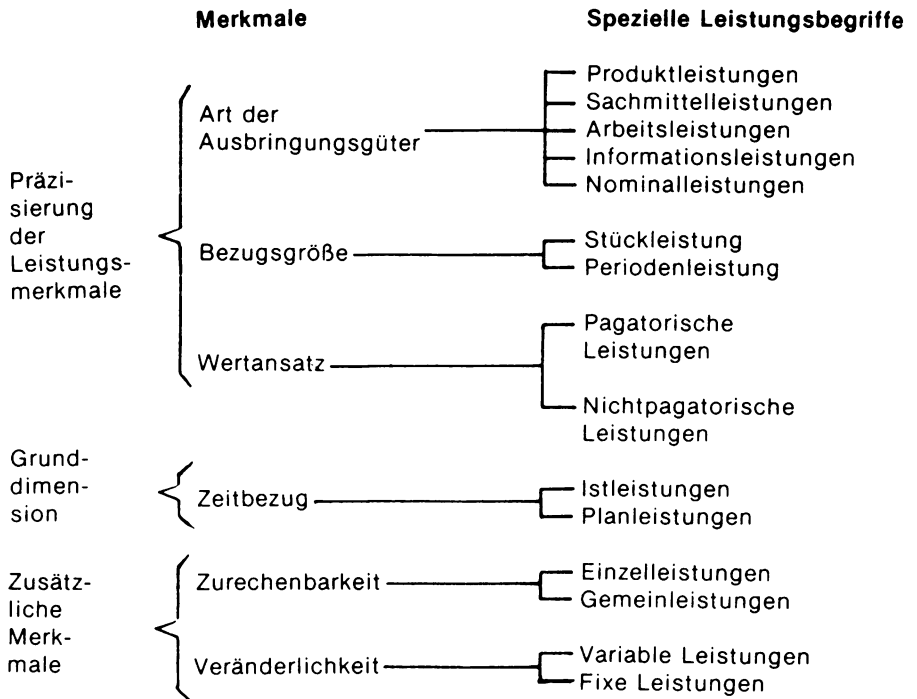 Merkmale
Spezielle Leistungsbegriffe
Präzi-
sierung
der
Leistungs-
merkmale
Art der
Ausbringungsgüter
Produktleistungen
Sachmittelleistungen
Arbeitsleistungen
Informationsleistungen
Nominalleistungen
Bezugsgröße
Stückleistung
Periodenleistung
Wertansatz
Pagatorische
Leistungen
Nichtpagatorische
Leistungen
Grund-
dimen-
sion
Zeitbezug
Istleistungen
Planleistungen
Zusätz-
liche
Merk-
male
Zurechenbarkeit
Einzelleistungen
Gemeinleistungen
Veränderlichkeit
Variable Leistungen
Fixe Leistungen